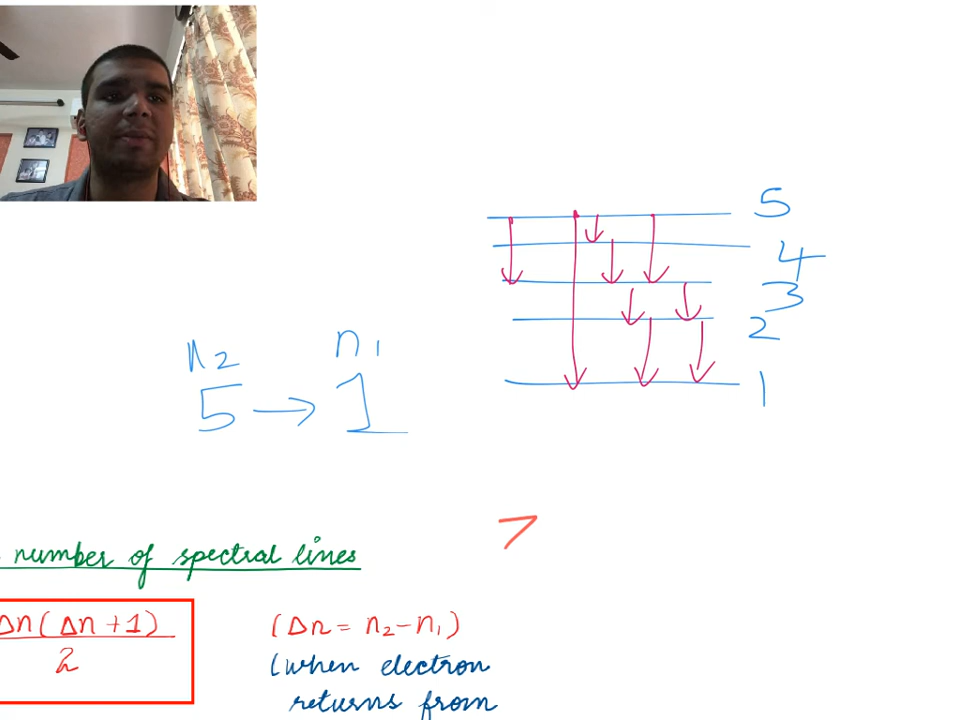 5
4
3
2
1
n2 n1
5 → 1
7
number of spectral lines
Δn(Δn+1)
2
(Δn = n2-n1)
(when electron
returns from